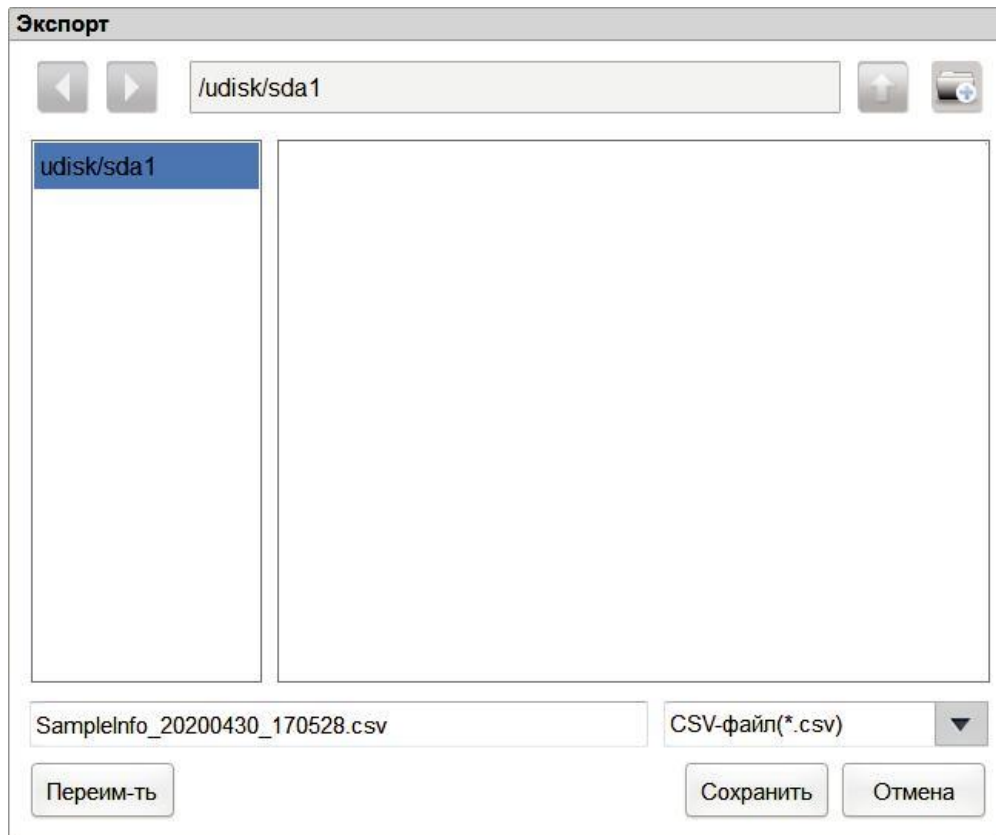 Экспорт
/udisk/sda1
udisk/sda1
SampleInfo_20200430_170528.csv
CSV-файл(*.csv)
Переим-ть
Сохранить
Отмена